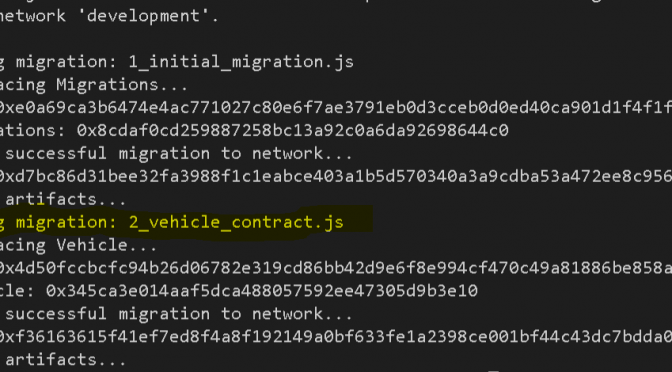 network 'development'.
g migration: 1_initial_migration.js
acing Migrations...
0xe0a69ca3b6474e4ac771027c80e6f7ae3791eb0d3cceb0d0ed40ca901d1f4f1f
ations: 0x8cdaf0cd259887258bc13a92c0a6da92698644c0
successful migration to network...
0xd7bc86d31bee32fa3988f1c1eabce403a1b5d570340a3a9cdba53a472ee8c956
artifacts...
g migration: 2_vehicle_contract.js
acing Vehicle...
0x4d50fccbcfc94b26d06782e319cd86bb42d9e6f8e994cf470c49a81886be858a
cle: 0x345ca3e014aaf5dca488057592ee47305d9b3e10
successful migration to network...
0xf36163615f41ef7ed8f4a8f192149a0bf633fe1a2398ce001bf44c43dc7bdda0
artifacts...